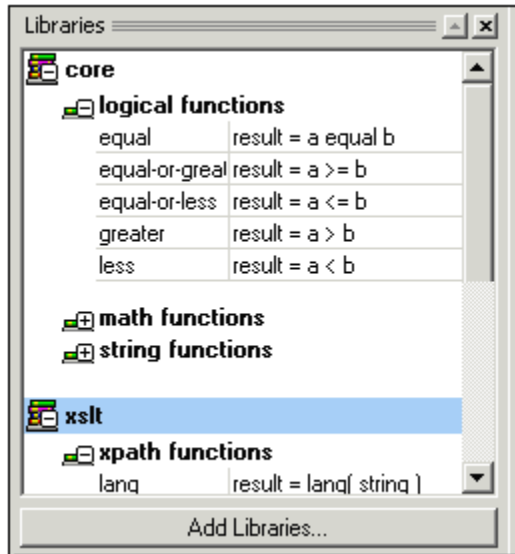 Libraries
core
logical functions
equal result = a equal b
equal-or-great result = a >= b
equal-or-less result = a <= b
greater result = a > b
less result = a < b
math functions
string functions
xslt
xpath functions
lang result = lang( string )
Add Libraries...